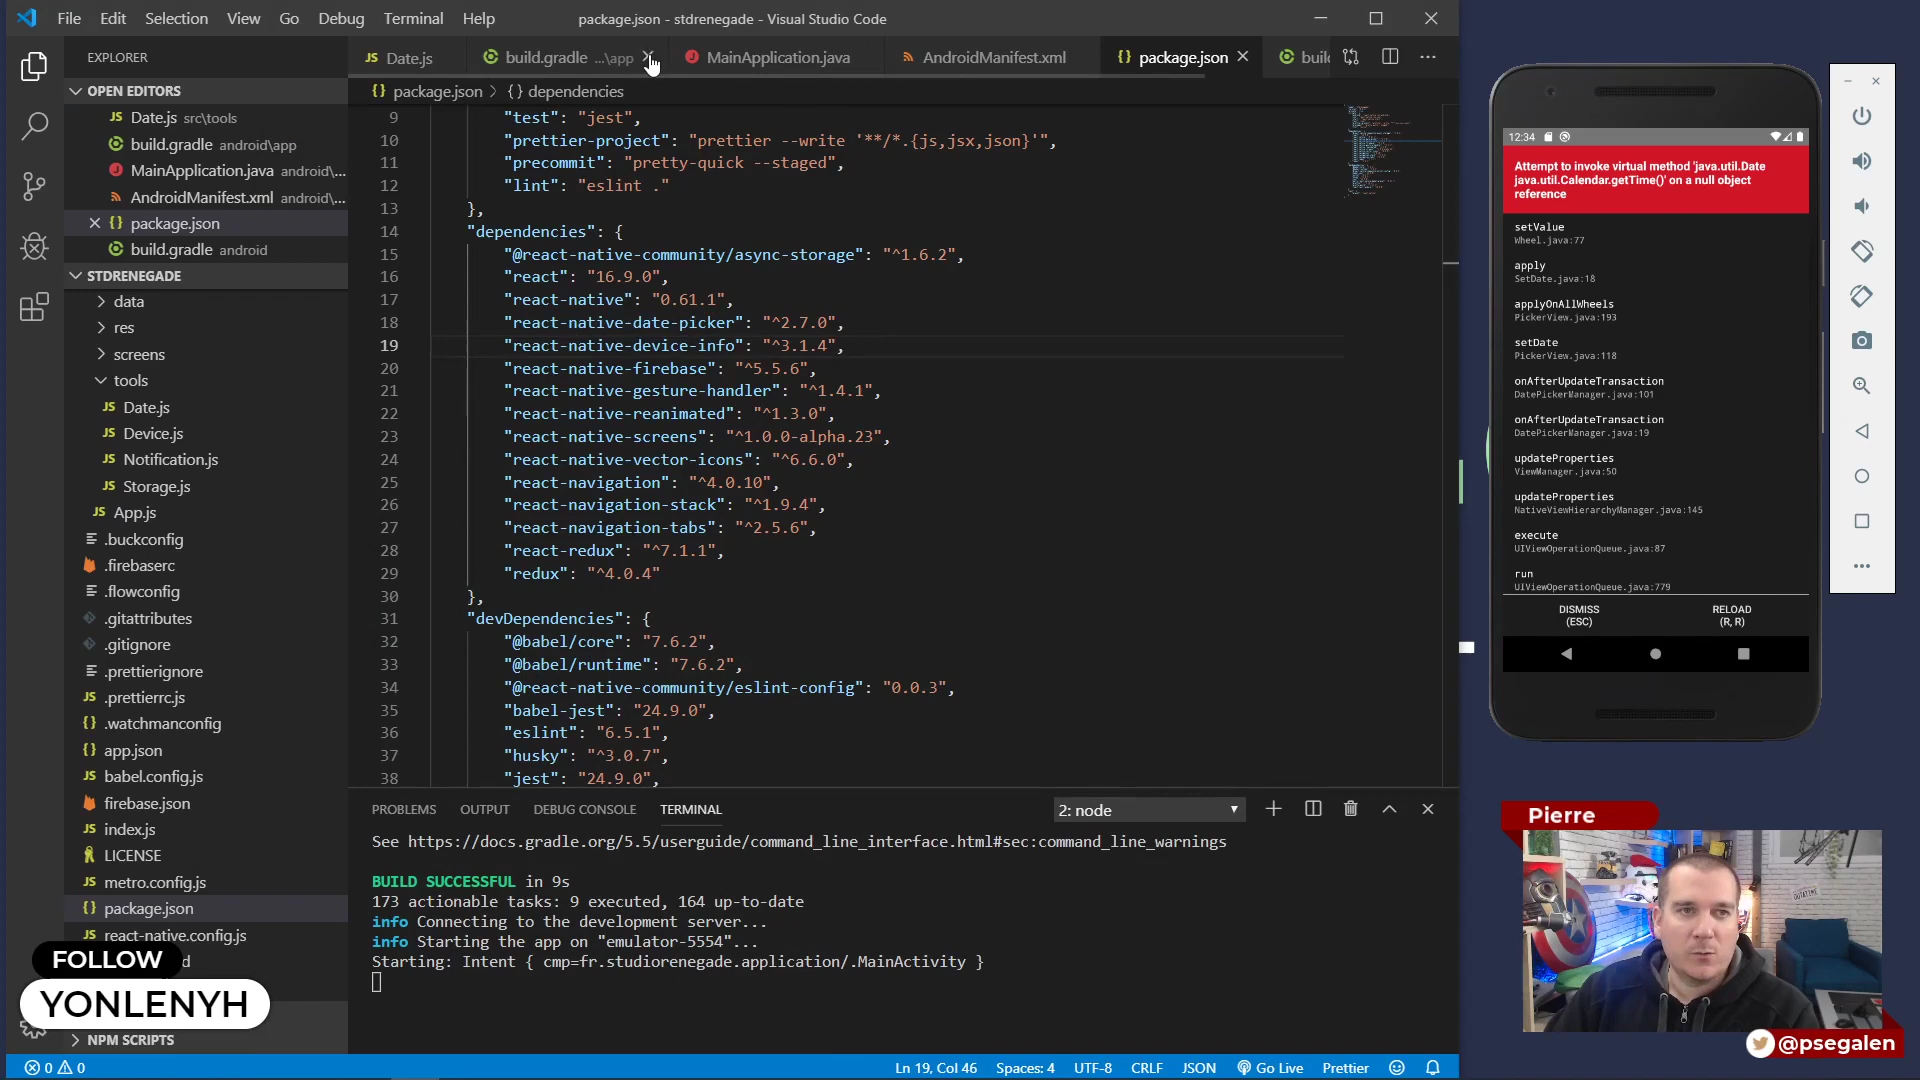 File Edit Selection View Go Debug Terminal Help
package.json - stdrenegade - Visual Studio Code
EXPLORER
OPEN EDITORS
JS Date.js src\tools
build.gradle android\app
MainApplication.java android\...
AndroidManifest.xml android\...
{} package.json
build.gradle android
STDRENEGADE
data
res
screens
tools
JS Date.js
JS Device.js
JS Notification.js
JS Storage.js
JS App.js
.buckconfig
.firebaserc
.flowconfig
.gitattributes
.gitignore
.prettierignore
JS .prettierrc.js
{} .watchmanconfig
{} app.json
JS babel.config.js
firebase.json
JS index.js
LICENSE
JS metro.config.js
{} package.json
react-native.config.js
FOLLOW
YONLENYH
NPM SCRIPTS
JS Date.js
build.gradle ...\app
MainApplication.java
AndroidManifest.xml
{} package.json
build
{} package.json > {} dependencies
9 "test": "jest",
10 "prettier-project": "prettier --write '**/*.{js,jsx,json}'",
11 "precommit": "pretty-quick --staged",
12 "lint": "eslint ."
13 },
14 "dependencies": {
15 "@react-native-community/async-storage": "^1.6.2",
16 "react": "16.9.0",
17 "react-native": "0.61.1",
18 "react-native-date-picker": "^2.7.0",
19 "react-native-device-info": "^3.1.4",
20 "react-native-firebase": "^5.5.6",
21 "react-native-gesture-handler": "^1.4.1",
22 "react-native-reanimated": "^1.3.0",
23 "react-native-screens": "^1.0.0-alpha.23",
24 "react-native-vector-icons": "^6.6.0",
25 "react-navigation": "^4.0.10",
26 "react-navigation-stack": "^1.9.4",
27 "react-navigation-tabs": "^2.5.6",
28 "react-redux": "^7.1.1",
29 "redux": "^4.0.4"
30 },
31 "devDependencies": {
32 "@babel/core": "7.6.2",
33 "@babel/runtime": "7.6.2",
34 "@react-native-community/eslint-config": "0.0.3",
35 "babel-jest": "24.9.0",
36 "eslint": "6.5.1",
37 "husky": "^3.0.7",
38 "jest": "24.9.0",
PROBLEMS OUTPUT DEBUG CONSOLE TERMINAL
2: node
See https://docs.gradle.org/5.5/userguide/command_line_interface.html#sec:command_line_warnings
BUILD SUCCESSFUL in 9s
173 actionable tasks: 9 executed, 164 up-to-date
info Connecting to the development server...
info Starting the app on "emulator-5554"...
Starting: Intent { cmp=fr.studiorenegade.application/.MainActivity }
0 0
Ln 19, Col 46 Spaces: 4 UTF-8 CRLF JSON Go Live Prettier
12:34
Attempt to invoke virtual method 'java.util.Date
java.util.Calendar.getTime()' on a null object
reference
setValue
Wheel.java:77
apply
SetDate.java:18
applyOnAllWheels
PickerView.java:193
setDate
PickerView.java:118
onAfterUpdateTransaction
DatePickerManager.java:101
onAfterUpdateTransaction
DatePickerManager.java:19
updateProperties
ViewManager.java:50
updateProperties
NativeViewHierarchyManager.java:145
execute
UIViewOperationQueue.java:87
run
UIViewOperationQueue.java:779
DISMISS
(ESC)
RELOAD
(R, R)
Pierre
@psegalen